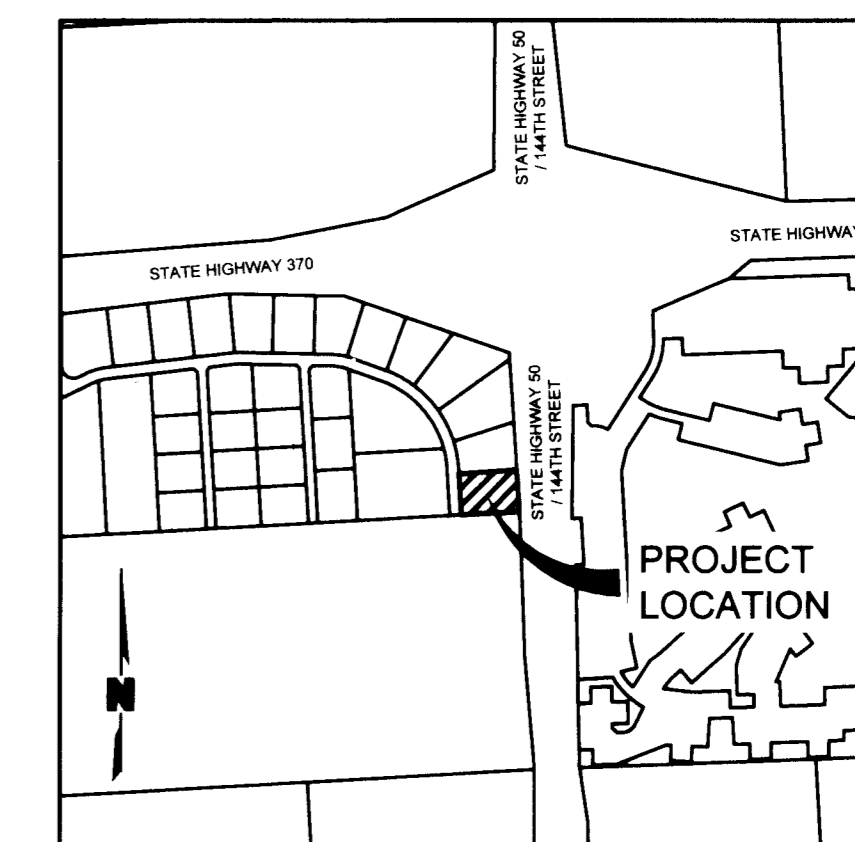 STATE HIGHWAY 50
/ 144TH STREET
STATE HIGHWAY
STATE HIGHWAY 370
STATE HIGHWAY 50
/ 144TH STREET
PROJECT
LOCATION
N